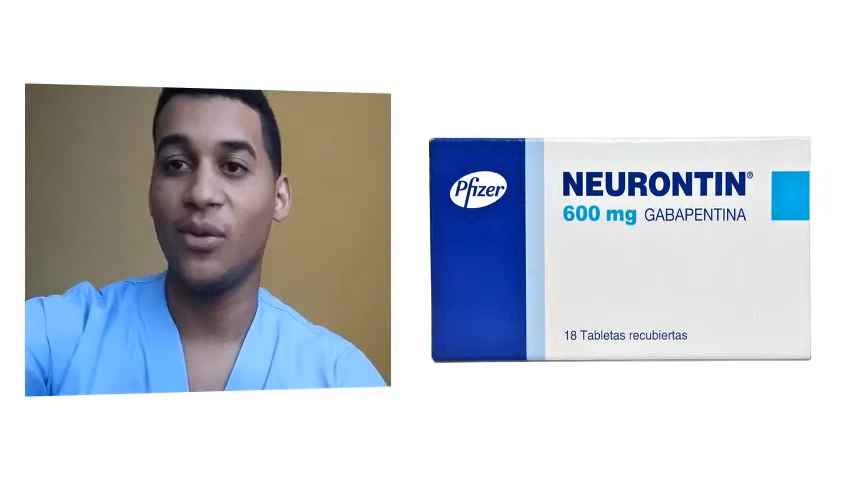 Pfizer
NEURONTIN®
600 mg GABAPENTINA
18 Tabletas recubiertas